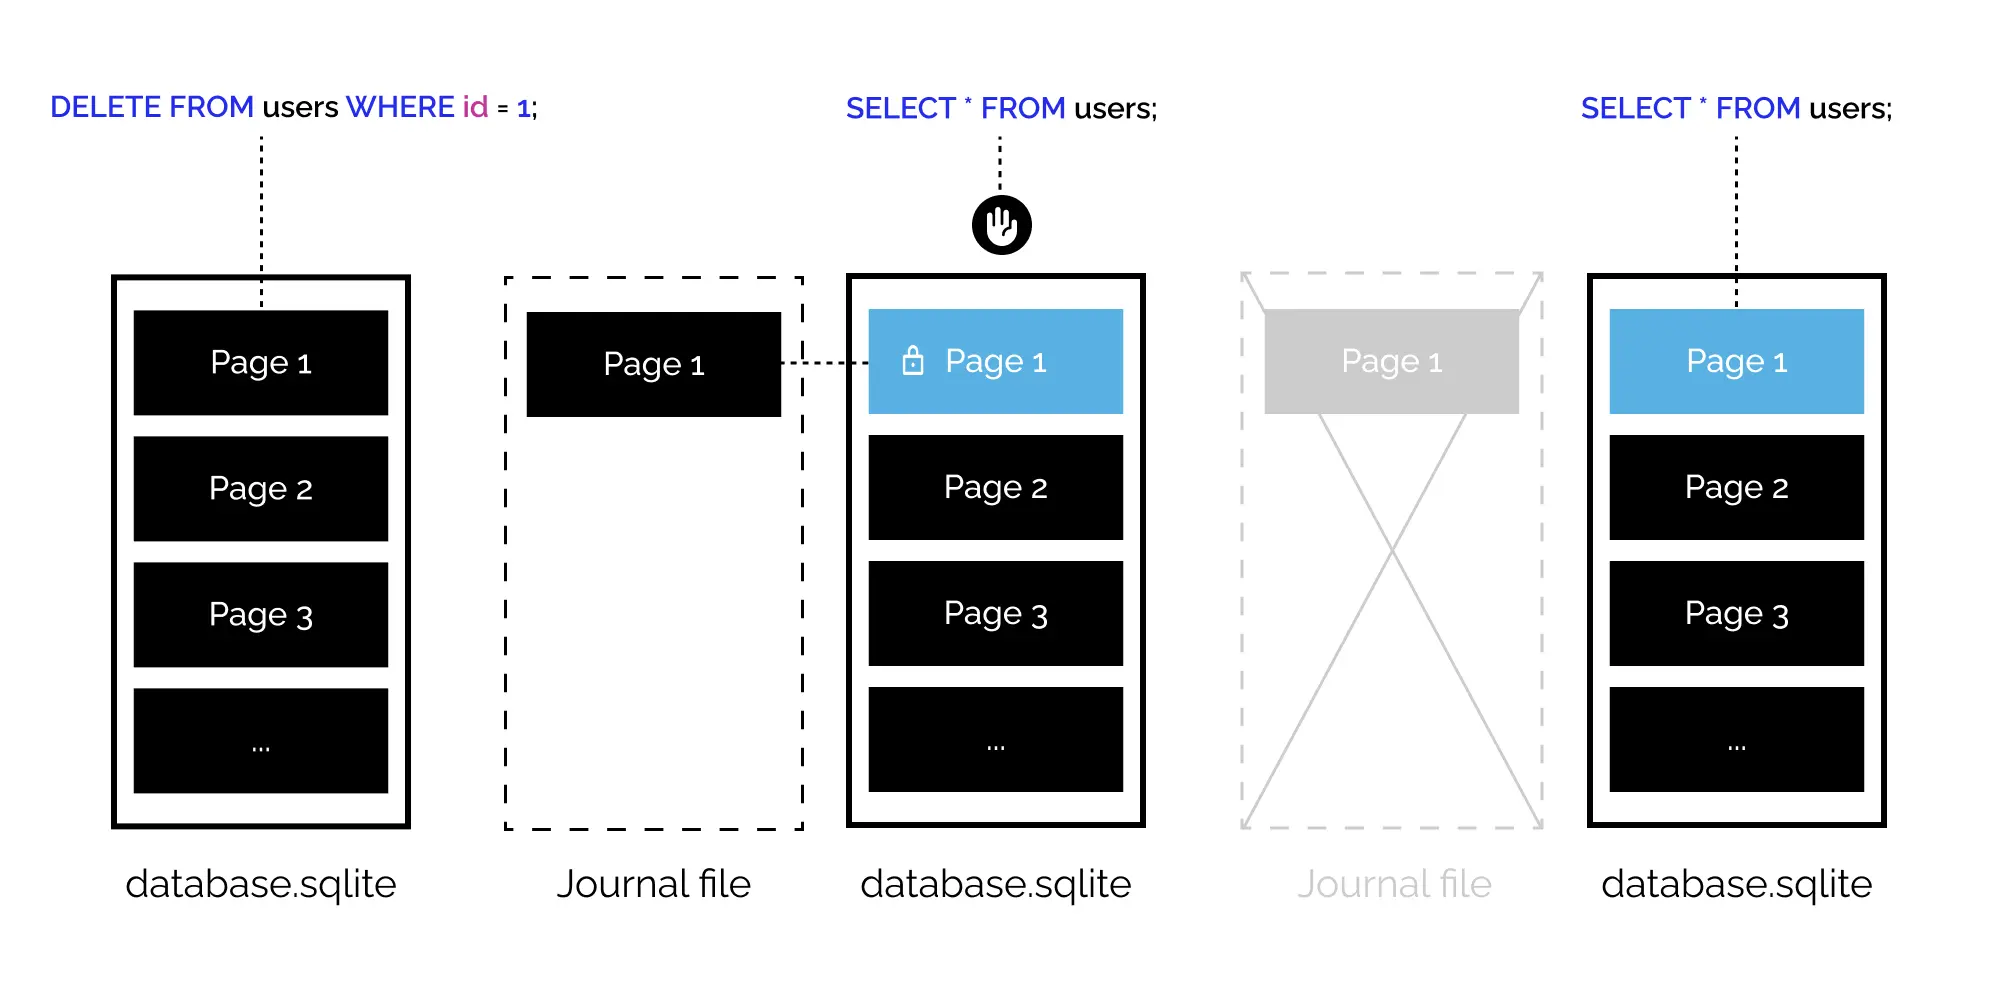 DELETE FROM users WHERE id = 1;
Page 1
Page 2
Page 3
...
database.sqlite
Page 1
Journal file
SELECT * FROM users;
Page 1
Page 2
Page 3
...
database.sqlite
Page 1
Journal file
SELECT * FROM users;
Page 1
Page 2
Page 3
...
database.sqlite